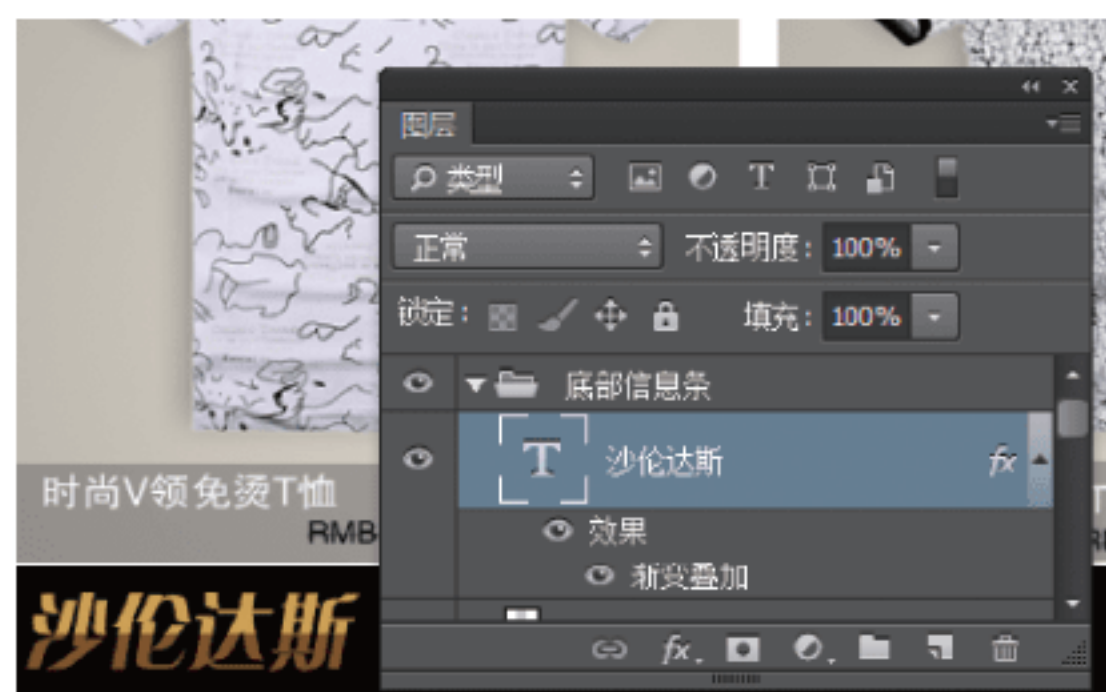 图层
类型
正常 不透明度: 100%
锁定: 填充: 100%
底部信息条
T 沙伦达斯 fx
效果
渐变叠加
fx.
时尚V领免烫T恤
RMB
沙伦达斯